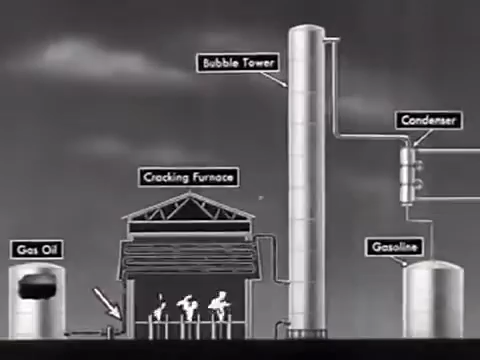 Bubble Tower
Condenser
Cracking Furnace
Gas Oil
Gasoline